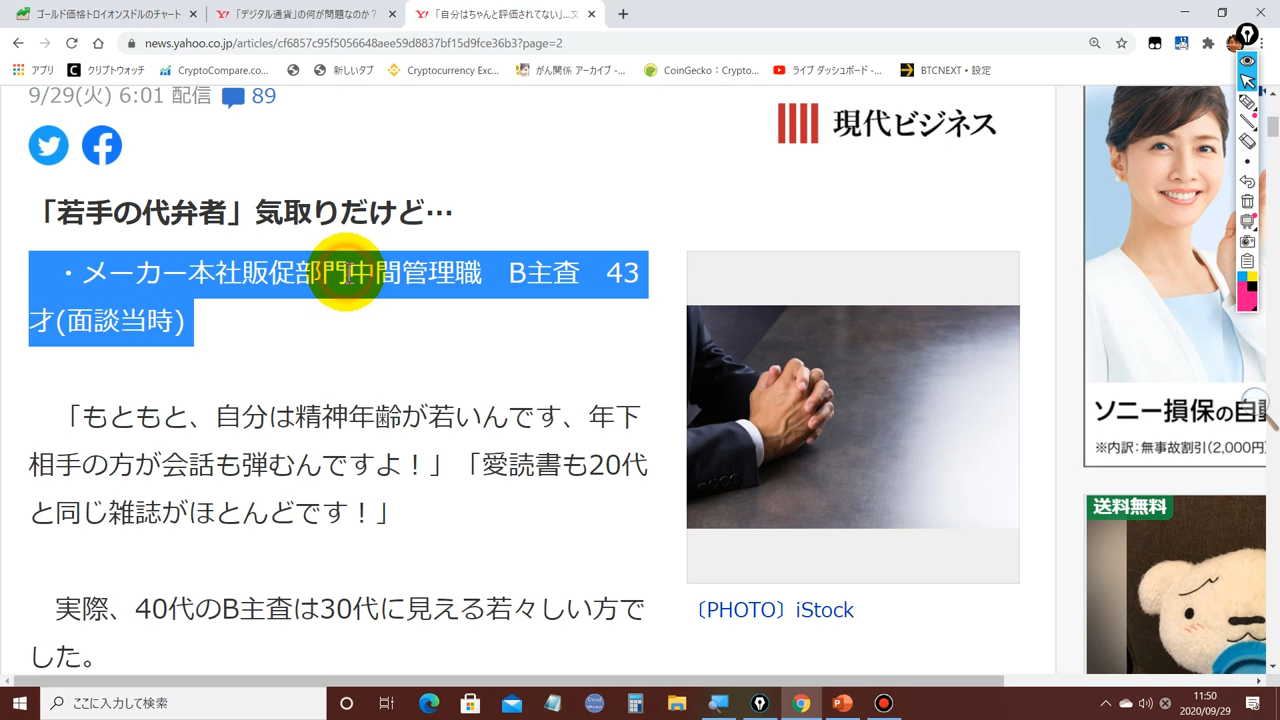 ゴールド価格トロイオンスドルのチャート
「デジタル通貨」の何が問題なのか？
「自分はちゃんと評価されてない」…文
news.yahoo.co.jp/articles/cf6857c95f5056648aee59d8837bf15d9fce36b3?page=2
アプリ
クリプトウォッチ
CryptoCompare.co...
新しいタブ
Cryptocurrency Exc...
がん関係 アーカイブ -...
CoinGecko : Crypto...
ライブ ダッシュボード -...
BTCNEXT • 設定
9/29(火) 6:01 配信 89
現代ビジネス
「若手の代弁者」気取りだけど…
・メーカー本社販促部門中間管理職　B主査　43
才(面談当時)
「もともと、自分は精神年齢が若いんです、年下
相手の方が会話も弾むんですよ！」「愛読書も20代
と同じ雑誌がほとんどです！」
実際、40代のB主査は30代に見える若々しい方で
した。
〔PHOTO〕iStock
ソニー損保の自
※内訳：無事故割引(2,000円)
送料無料
ここに入力して検索
11:50
2020/09/29